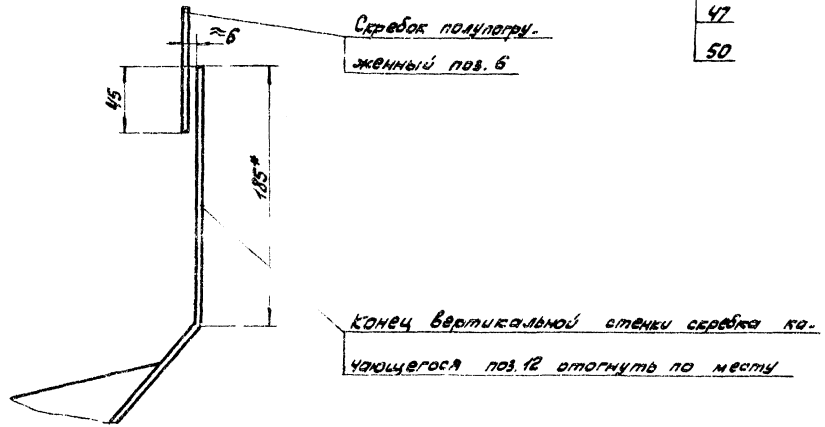 ≈6
Скребок полупогру-
женный поз. 6
47
50
45
185*
Конец вертикальной стенки скребка ка-
чающегося поз. 12 отогнуть по месту